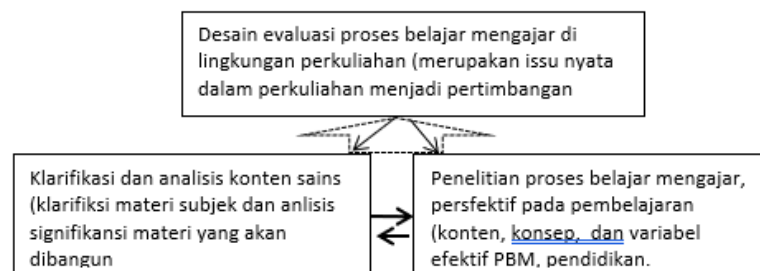 Desain evaluasi proses belajar mengajar di
lingkungan perkuliahan (merupakan issu nyata
dalam perkuliahan menjadi pertimbangan
Klarifikasi dan analisis konten sains
(klarifiksi materi subjek dan anlisis
signifikansi materi yang akan
dibangun
Penelitian proses belajar mengajar,
persfektif pada pembelajaran
(konten, konsep, dan variabel
efektif PBM, pendidikan.